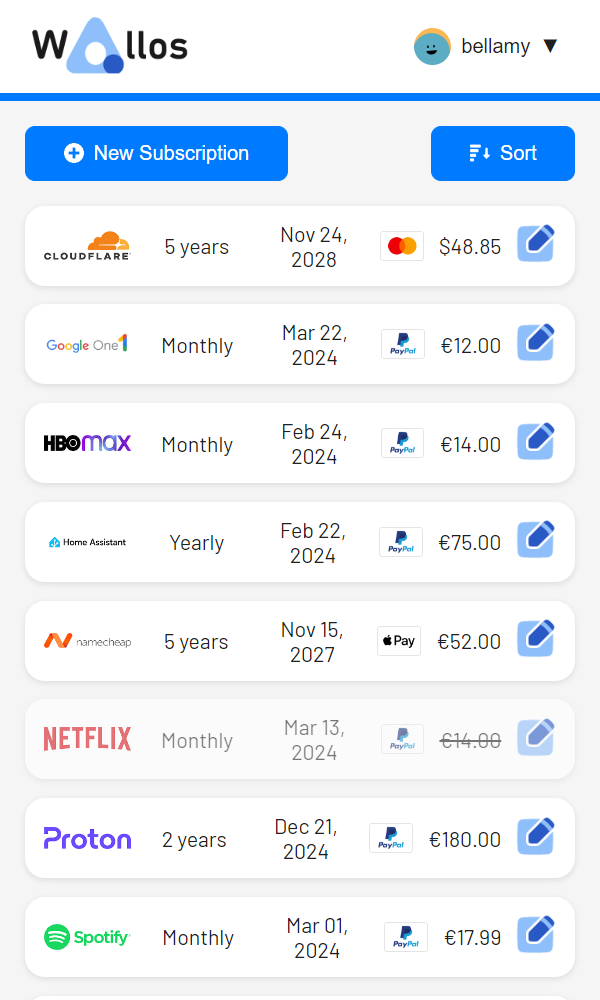 Wallos
bellamy ▼
New Subscription
Sort
CLOUDFLARE
5 years
Nov 24,
2028
$48.85
Google One
Monthly
Mar 22,
2024
PayPal
€12.00
HBOmax
Monthly
Feb 24,
2024
PayPal
€14.00
Home Assistant
Yearly
Feb 22,
2024
PayPal
€75.00
namecheap
5 years
Nov 15,
2027
Pay
€52.00
NETFLIX
Monthly
Mar 13,
2024
PayPal
€14.00
Proton
2 years
Dec 21,
2024
PayPal
€180.00
Spotify
Monthly
Mar 01,
2024
PayPal
€17.99